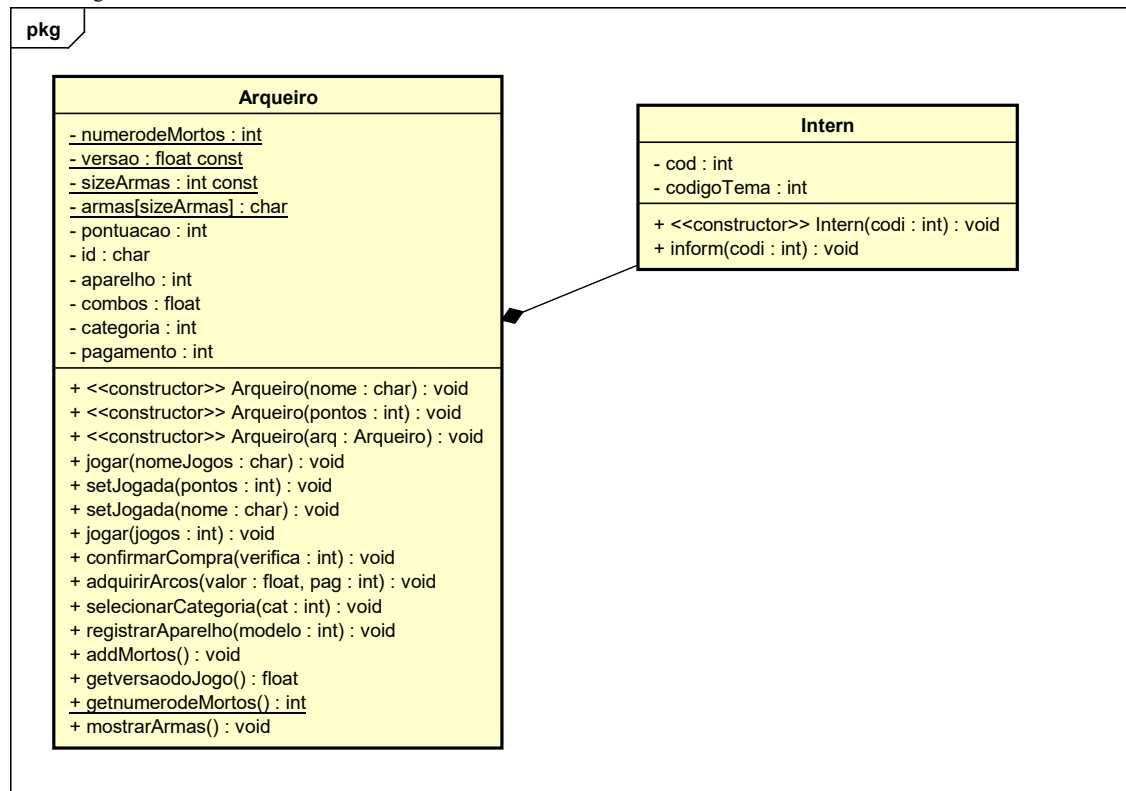 pkg
Arqueiro
- numerodeMortos : int
- versao : float const
- sizeArmas : int const
- armas[sizeArmas] : char
- pontuacao : int
- id : char
- aparelho : int
- combos : float
- categoria : int
- pagamento : int
+ <<constructor>> Arqueiro(nome : char) : void
+ <<constructor>> Arqueiro(pontos : int) : void
+ <<constructor>> Arqueiro(arq : Arqueiro) : void
+ jogar(nomeJogos : char) : void
+ setJogada(pontos : int) : void
+ setJogada(nome : char) : void
+ jogar(jogos : int) : void
+ confirmarCompra(verifica : int) : void
+ adquirirArcos(valor : float, pag : int) : void
+ selecionarCategoria(cat : int) : void
+ registrarAparelho(modelo : int) : void
+ addMortos() : void
+ getversaodoJogo() : float
+ getnumerodeMortos() : int
+ mostrarArmas() : void
Intern
- cod : int
- codigoTema : int
+ <<constructor>> Intern(codi : int) : void
+ inform(codi : int) : void